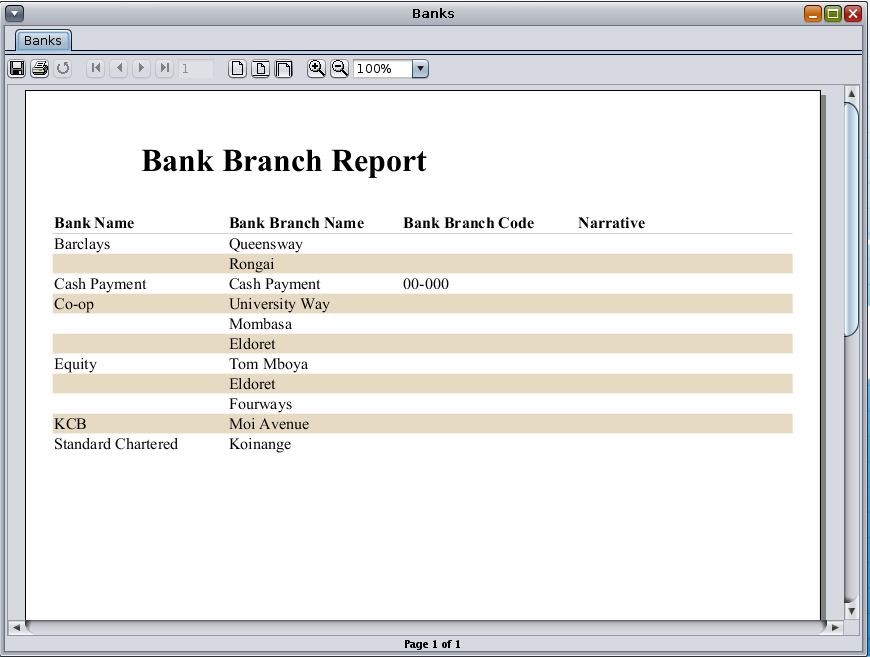 Banks
Banks
1
100%
Bank Branch Report
Bank Name Bank Branch Name Bank Branch Code Narrative
Barclays Queensway
Rongai
Cash Payment Cash Payment 00-000
Co-op University Way
Mombasa
Eldoret
Equity Tom Mboya
Eldoret
Fourways
KCB Moi Avenue
Standard Chartered Koinange
Page 1 of 1